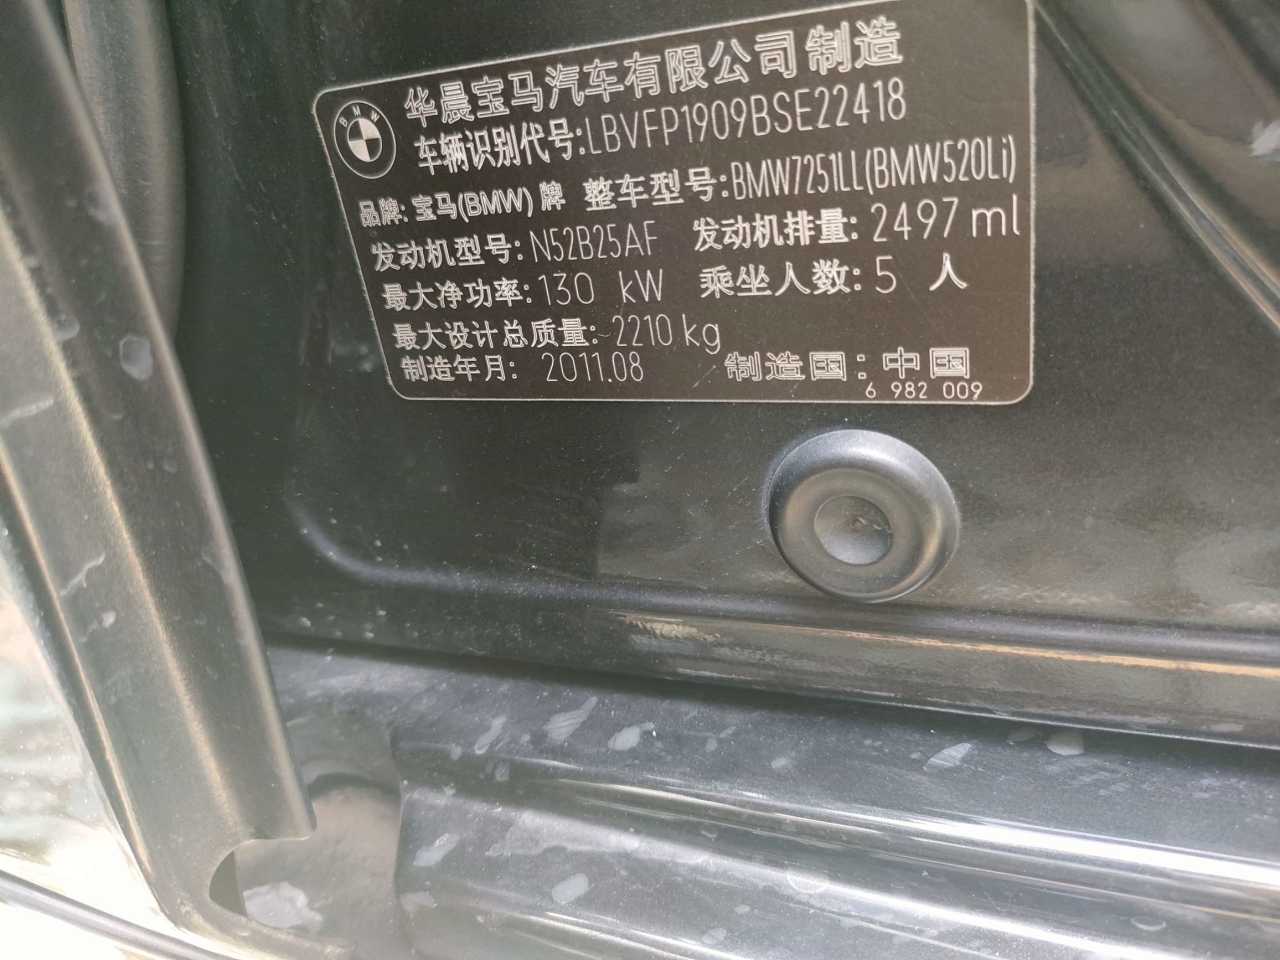 BMW
华晨宝马汽车有限公司制造
车辆识别代号:LBVFP1909BSE22418
品牌: 宝马(BMW) 牌 整车型号:BMW7251LL(BMW520Li)
发动机型号: N52B25AF 发动机排量: 2497 ml
最大净功率: 130 kW 乘坐人数: 5 人
最大设计总质量: 2210 kg
制造年月: 2011.08 制造国: 中国
6 982 009